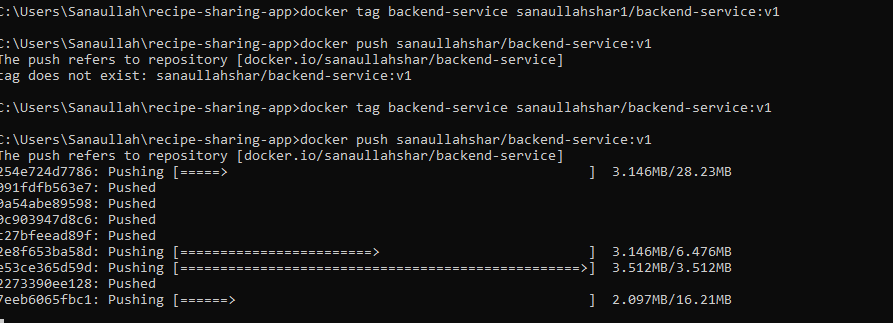 C:\Users\Sanaullah\recipe-sharing-app>docker tag backend-service sanaullahshar1/backend-service:v1
C:\Users\Sanaullah\recipe-sharing-app>docker push sanaullahshar/backend-service:v1
The push refers to repository [docker.io/sanaullahshar/backend-service]
tag does not exist: sanaullahshar/backend-service:v1
C:\Users\Sanaullah\recipe-sharing-app>docker tag backend-service sanaullahshar/backend-service:v1
C:\Users\Sanaullah\recipe-sharing-app>docker push sanaullahshar/backend-service:v1
The push refers to repository [docker.io/sanaullahshar/backend-service]
254e724d7786: Pushing [=====>                                             ]  3.146MB/28.23MB
091fdfb563e7: Pushed
0a54abe89598: Pushed
0c903947d8c6: Pushed
c27bfeead89f: Pushed
2e8f653ba58d: Pushing [========================>                          ]  3.146MB/6.476MB
e53ce365d59d: Pushing [==================================================>]  3.512MB/3.512MB
2273390ee128: Pushed
7eeb6065fbc1: Pushing [======>                                            ]  2.097MB/16.21MB